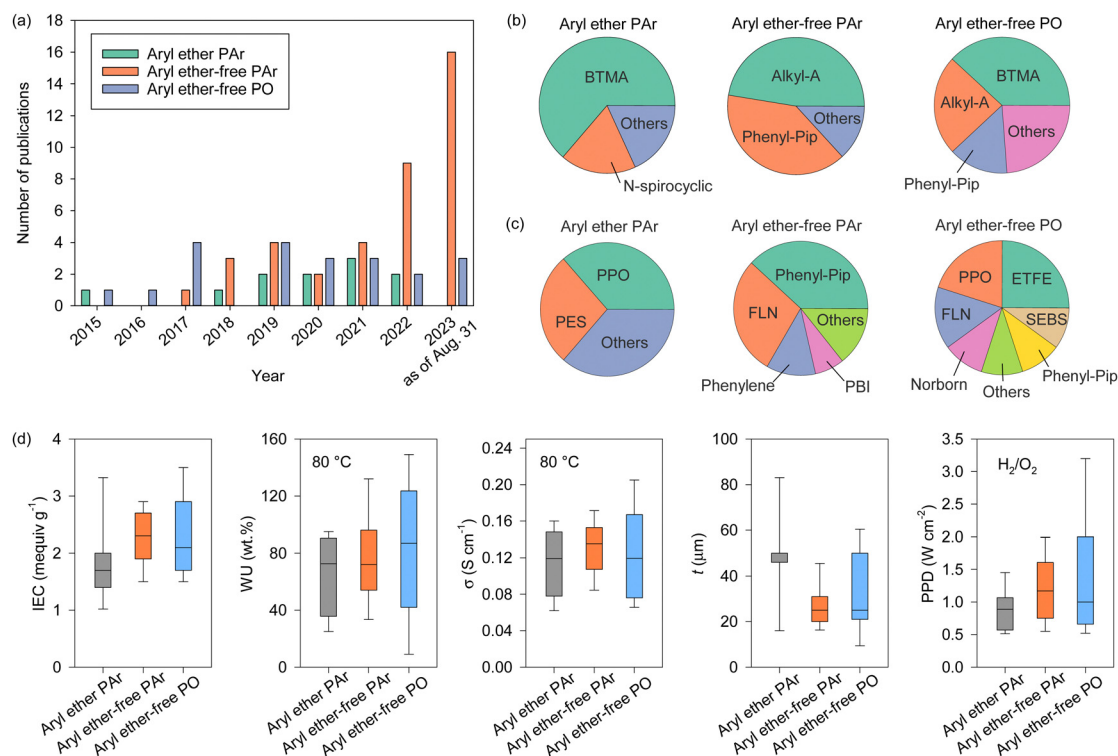 (a)
18
16
14
12
10
8
6
4
2
0
Number of publications
Aryl ether PAr
Aryl ether-free PAr
Aryl ether-free PO
2015
2016
2017
2018
2019
2020
2021
2022
2023
as of Aug. 31
Year
(b)
Aryl ether PAr
BTMA
Others
N-spirocyclic
Aryl ether-free PAr
Alkyl-A
Others
Phenyl-Pip
Aryl ether-free PO
BTMA
Alkyl-A
Others
Phenyl-Pip
(c)
Aryl ether PAr
PPO
PES
Others
Aryl ether-free PAr
Phenyl-Pip
FLN
Others
Phenylene
PBI
Aryl ether-free PO
PPO
ETFE
FLN
SEBS
Norborn
Others
Phenyl-Pip
(d)
4
3
2
1
0
IEC (mequiv g⁻¹)
Aryl ether PAr
Aryl ether-free PAr
Aryl ether-free PO
160
120
80
40
0
WU (wt.%)
80 °C
Aryl ether PAr
Aryl ether-free PAr
Aryl ether-free PO
0.24
0.20
0.16
0.12
0.08
0.04
0.00
σ (S cm⁻¹)
80 °C
Aryl ether PAr
Aryl ether-free PAr
Aryl ether-free PO
100
80
60
40
20
0
t (μm)
Aryl ether PAr
Aryl ether-free PAr
Aryl ether-free PO
3.5
3.0
2.5
2.0
1.5
1.0
0.5
0.0
PPD (W cm⁻²)
H₂/O₂
Aryl ether PAr
Aryl ether-free PAr
Aryl ether-free PO